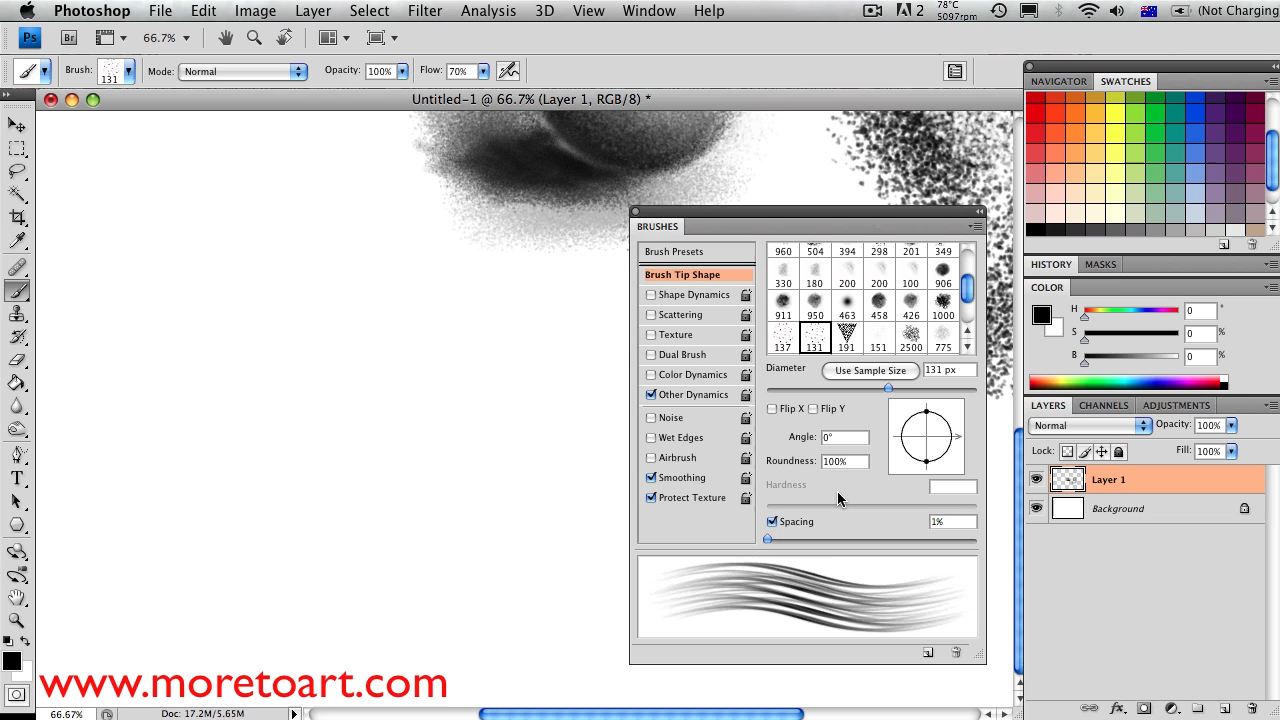 Photoshop File Edit Image Layer Select Filter Analysis 3D View Window Help 2 78°C 5097rpm (Not Charging
Ps Br 66.7%
Brush: 131 Mode: Normal Opacity: 100% Flow: 70%
Untitled-1 @ 66.7% (Layer 1, RGB/8) *
NAVIGATOR SWATCHES
BRUSHES
Brush Presets
Brush Tip Shape
Shape Dynamics
Scattering
Texture
Dual Brush
Color Dynamics
Other Dynamics
Noise
Wet Edges
Airbrush
Smoothing
Protect Texture
960 504 394 298 201 349
330 180 200 200 100 906
911 950 463 458 426 1000
137 131 191 151 2500 775
Diameter Use Sample Size 131 px
Flip X Flip Y
Angle: 0°
Roundness: 100%
Hardness
Spacing 1%
HISTORY MASKS
COLOR
H 0 °
S 0 %
B 0 %
LAYERS CHANNELS ADJUSTMENTS
Normal Opacity: 100%
Lock: Fill: 100%
Layer 1
Background
fx
T
www.moretoart.com
66.67% Doc: 17.2M/5.65M